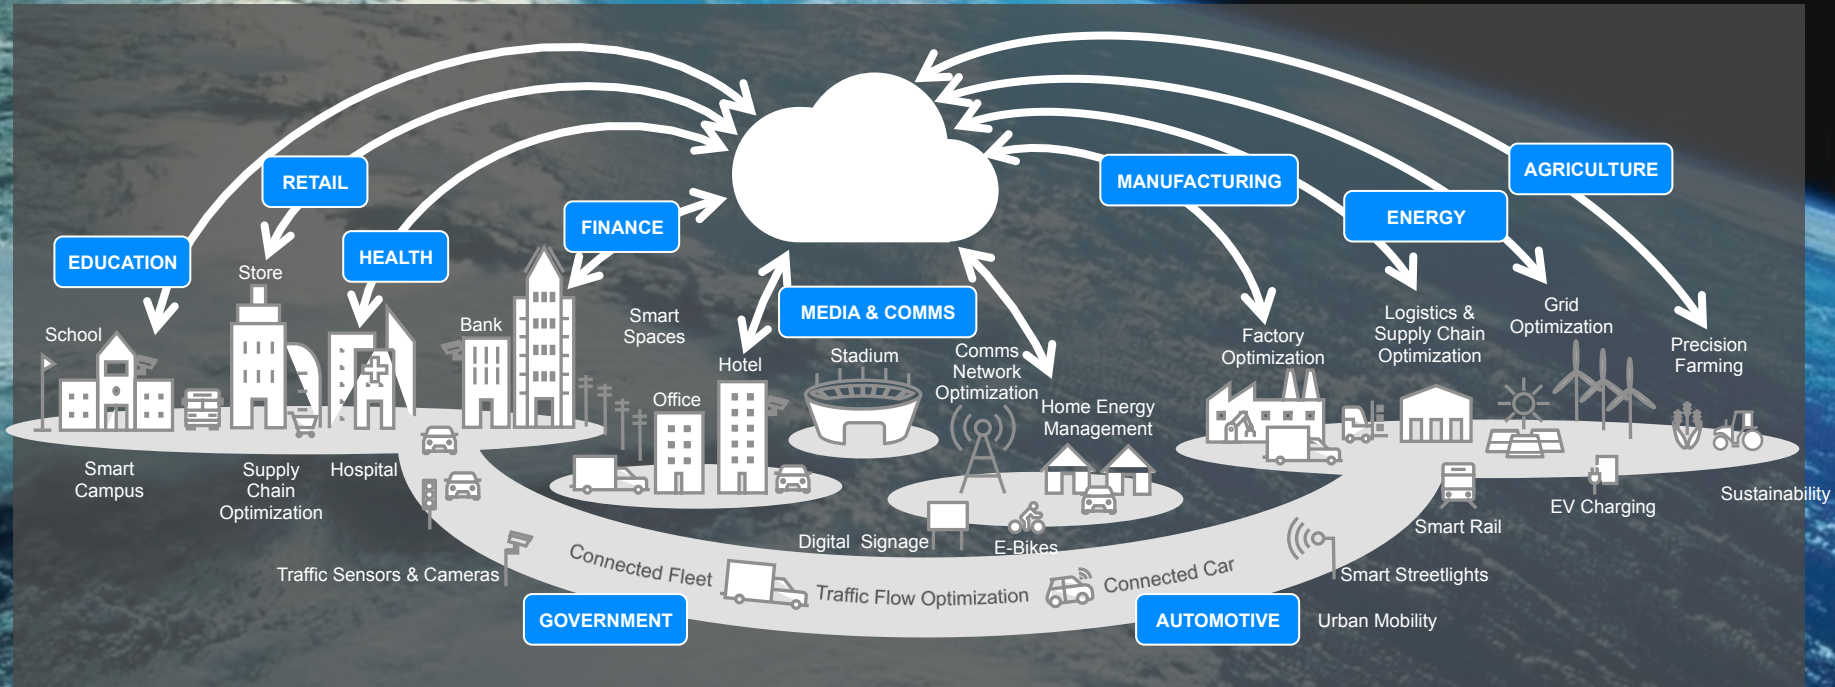 RETAIL
EDUCATION
HEALTH
FINANCE
MEDIA & COMMS
MANUFACTURING
ENERGY
AGRICULTURE
School
Store
Bank
Smart
Spaces
Hotel
Office
Stadium
Comms
Network
Optimization
Home Energy
Management
Factory
Optimization
Logistics &
Supply Chain
Optimization
Grid
Optimization
Precision
Farming
Smart
Campus
Supply
Chain
Optimization
Hospital
Traffic Sensors & Cameras
Digital Signage
E-Bikes
Smart Rail
EV Charging
Sustainability
Smart Streetlights
Connected Fleet
Traffic Flow Optimization
Connected Car
GOVERNMENT
AUTOMOTIVE
Urban Mobility